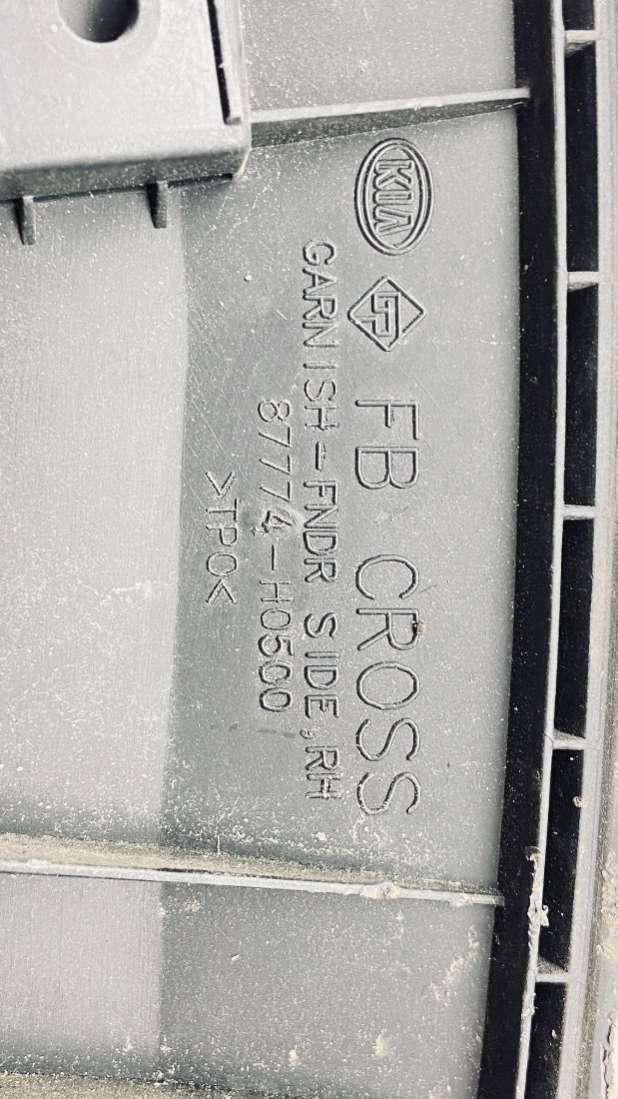 KIA
FB CROSS
GARNISH-FNDR SIDE,RH
87774-H0500
>TPO<